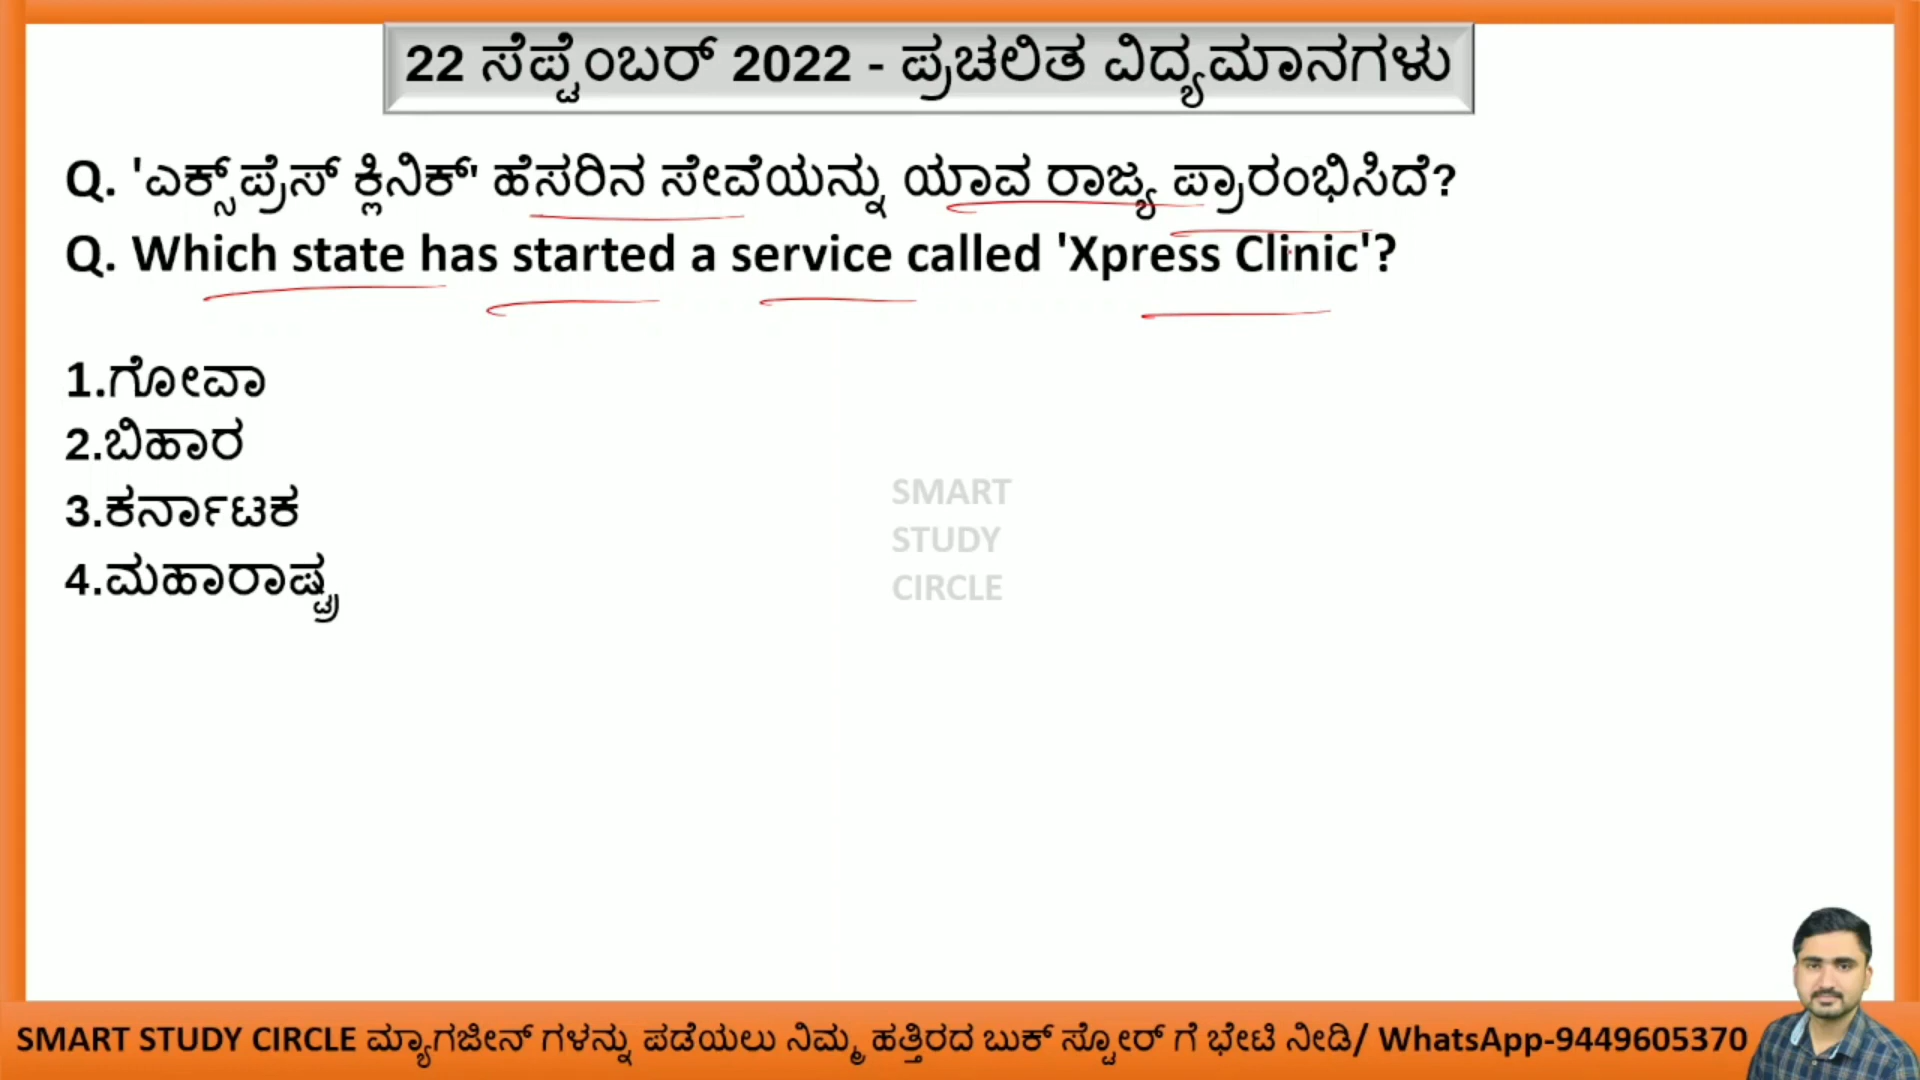 22 ಸೆಪ್ಟೆಂಬರ್ 2022 - ಪ್ರಚಲಿತ ವಿದ್ಯಮಾನಗಳು
Q. 'ಎಕ್ಸ್‌ಪ್ರೆಸ್ ಕ್ಲಿನಿಕ್' ಹೆಸರಿನ ಸೇವೆಯನ್ನು ಯಾವ ರಾಜ್ಯ ಪ್ರಾರಂಭಿಸಿದೆ?
Q. Which state has started a service called 'Xpress Clinic'?
1.ಗೋವಾ
2.ಬಿಹಾರ
3.ಕರ್ನಾಟಕ
4.ಮಹಾರಾಷ್ಟ್ರ
SMART
STUDY
CIRCLE
SMART STUDY CIRCLE ಮ್ಯಾಗಜೀನ್ ಗಳನ್ನು ಪಡೆಯಲು ನಿಮ್ಮ ಹತ್ತಿರದ ಬುಕ್ ಸ್ಟೋರ್ ಗೆ ಭೇಟಿ ನೀಡಿ/ WhatsApp-9449605370